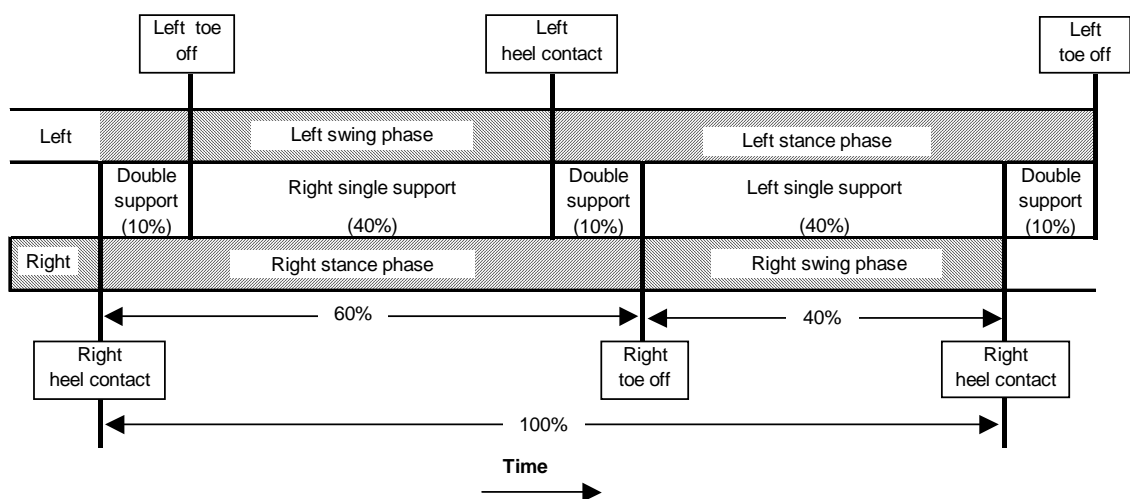 Left toe
off
Left
heel contact
Left
toe off
Left
Left swing phase
Left stance phase
Double
support
(10%)
Right single support
(40%)
Double
support
(10%)
Left single support
(40%)
Double
support
(10%)
Right
Right stance phase
Right swing phase
60%
40%
Right
heel contact
Right
toe off
Right
heel contact
100%
Time